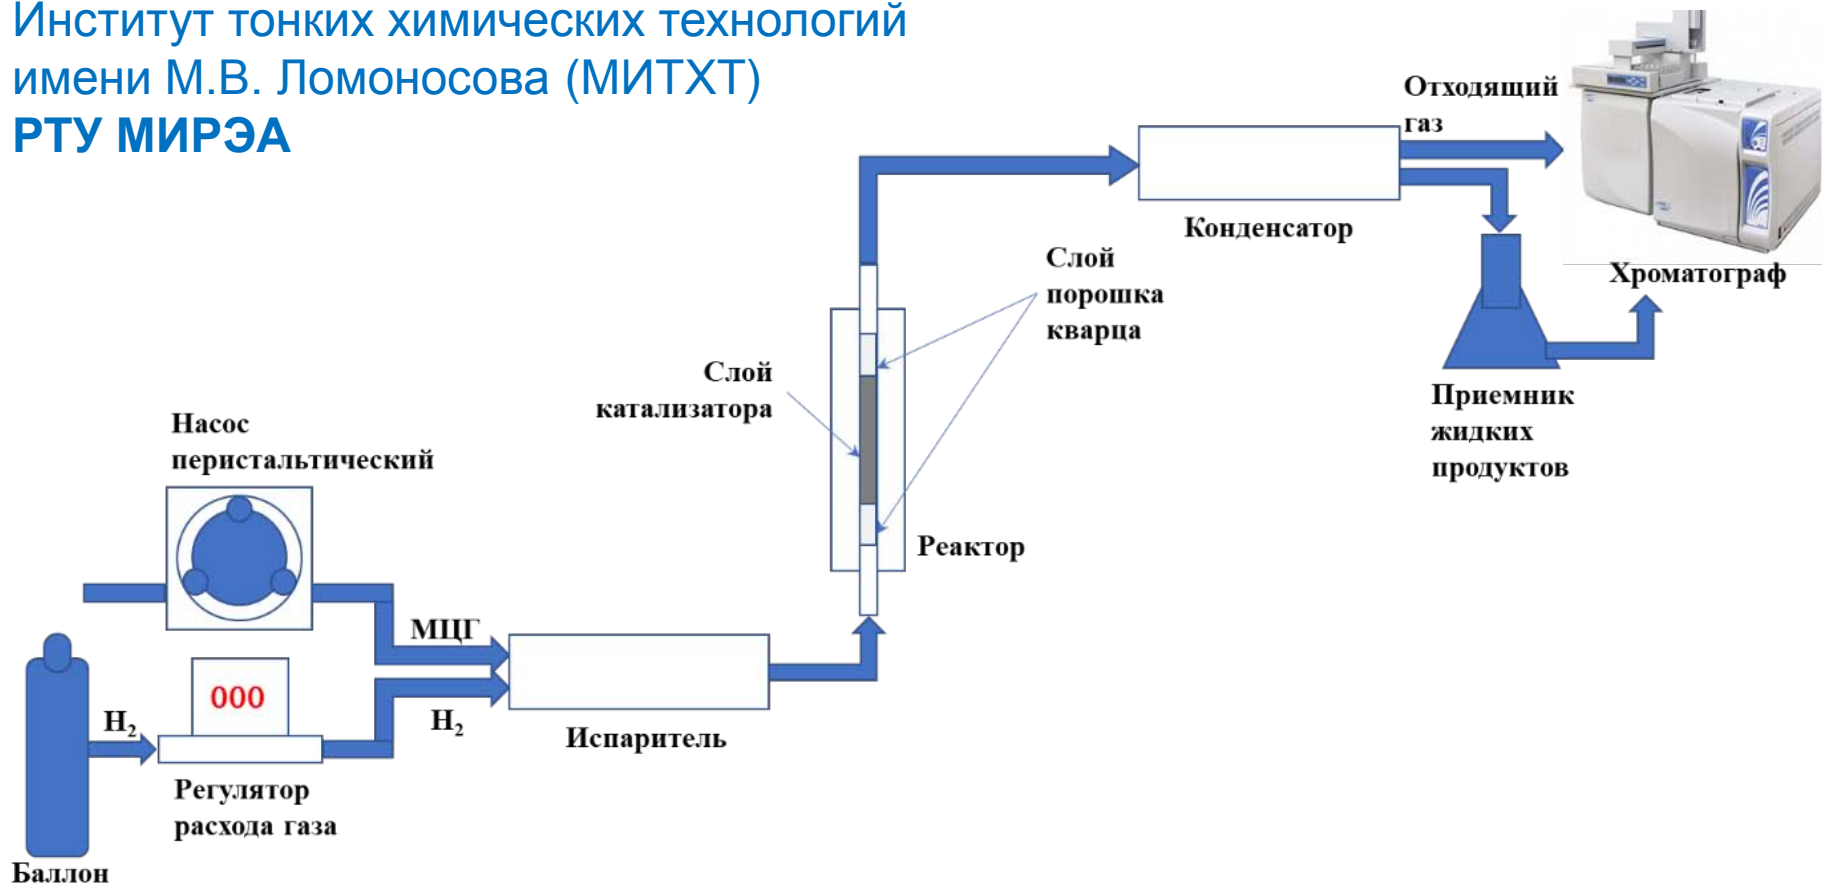 Институт тонких химических технологий
имени М.В. Ломоносова (МИТХТ)
РТУ МИРЭА
Отходящий
газ
Конденсатор
Хроматограф
Слой
порошка
кварца
Слой
катализатора
Приемник
жидких
продуктов
Насос
перистальтический
Реактор
МЦГ
000
H₂
H₂
Испаритель
Регулятор
расхода газа
Баллон